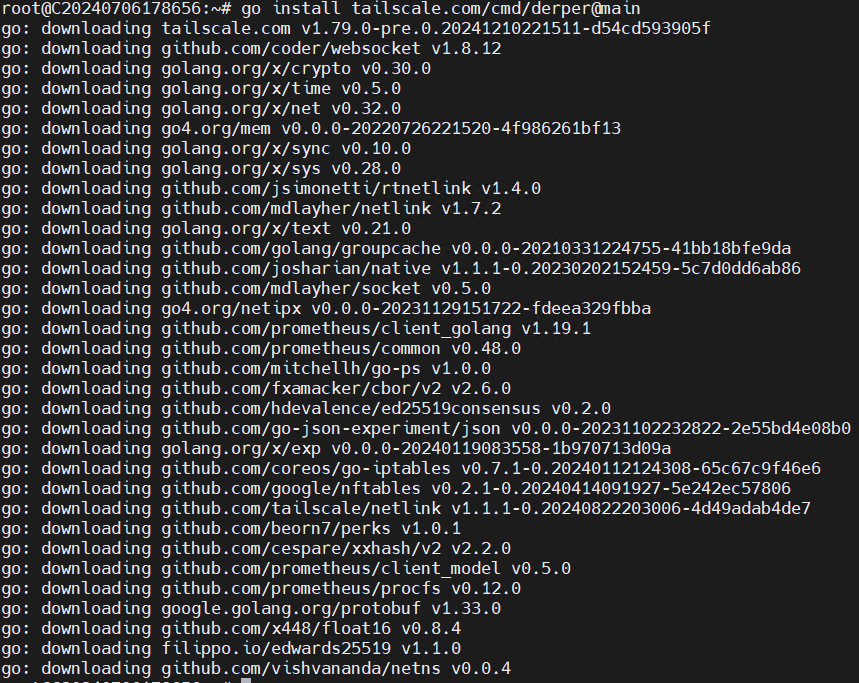 root@C20240706178656:~# go install tailscale.com/cmd/derper@main
go: downloading tailscale.com v1.79.0-pre.0.20241210221511-d54cd593905f
go: downloading github.com/coder/websocket v1.8.12
go: downloading golang.org/x/crypto v0.30.0
go: downloading golang.org/x/time v0.5.0
go: downloading golang.org/x/net v0.32.0
go: downloading go4.org/mem v0.0.0-20220726221520-4f986261bf13
go: downloading golang.org/x/sync v0.10.0
go: downloading golang.org/x/sys v0.28.0
go: downloading github.com/jsimonetti/rtnetlink v1.4.0
go: downloading github.com/mdlayher/netlink v1.7.2
go: downloading golang.org/x/text v0.21.0
go: downloading github.com/golang/groupcache v0.0.0-20210331224755-41bb18bfe9da
go: downloading github.com/josharian/native v1.1.1-0.20230202152459-5c7d0dd6ab86
go: downloading github.com/mdlayher/socket v0.5.0
go: downloading go4.org/netipx v0.0.0-20231129151722-fdeea329fbba
go: downloading github.com/prometheus/client_golang v1.19.1
go: downloading github.com/prometheus/common v0.48.0
go: downloading github.com/mitchellh/go-ps v1.0.0
go: downloading github.com/fxamacker/cbor/v2 v2.6.0
go: downloading github.com/hdevalence/ed25519consensus v0.2.0
go: downloading github.com/go-json-experiment/json v0.0.0-20231102232822-2e55bd4e08b0
go: downloading golang.org/x/exp v0.0.0-20240119083558-1b970713d09a
go: downloading github.com/coreos/go-iptables v0.7.1-0.20240112124308-65c67c9f46e6
go: downloading github.com/google/nftables v0.2.1-0.20240414091927-5e242ec57806
go: downloading github.com/tailscale/netlink v1.1.1-0.20240822203006-4d49adab4de7
go: downloading github.com/beorn7/perks v1.0.1
go: downloading github.com/cespare/xxhash/v2 v2.2.0
go: downloading github.com/prometheus/client_model v0.5.0
go: downloading github.com/prometheus/procfs v0.12.0
go: downloading google.golang.org/protobuf v1.33.0
go: downloading github.com/x448/float16 v0.8.4
go: downloading filippo.io/edwards25519 v1.1.0
go: downloading github.com/vishvananda/netns v0.0.4